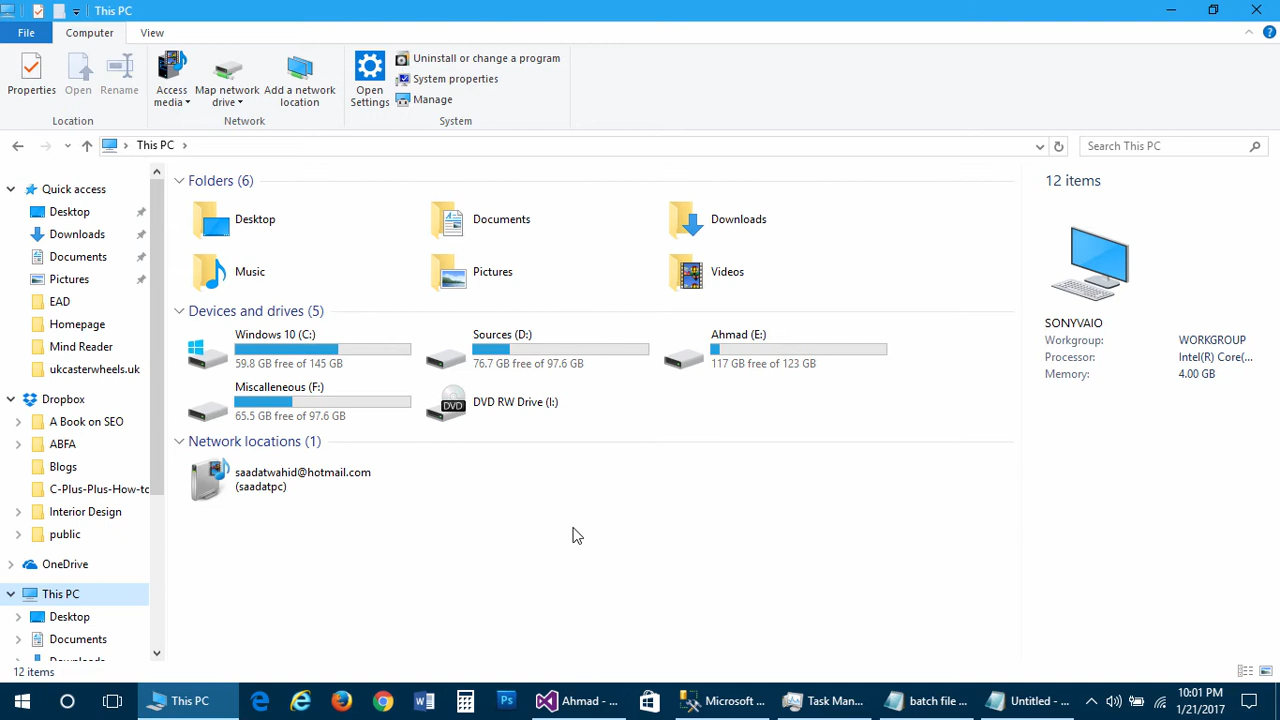 This PC
File Computer View
Properties Open Rename
Access media Map network drive Add a network location
Open Settings
Uninstall or change a program
System properties
Manage
Location Network System
This PC
Search This PC
Quick access
Desktop
Downloads
Documents
Pictures
EAD
Homepage
Mind Reader
ukcasterwheels.uk
Dropbox
A Book on SEO
ABFA
Blogs
C-Plus-Plus-How-to
Interior Design
public
OneDrive
This PC
Desktop
Documents
Downloads
Folders (6)
Desktop Documents Downloads
Music Pictures Videos
Devices and drives (5)
Windows 10 (C:)
59.8 GB free of 145 GB
Sources (D:)
76.7 GB free of 97.6 GB
Ahmad (E:)
117 GB free of 123 GB
Miscalleneous (F:)
65.5 GB free of 97.6 GB
DVD
DVD RW Drive (I:)
Network locations (1)
saadatwahid@hotmail.com
(saadatpc)
12 items
SONYVAIO
Workgroup: WORKGROUP
Processor: Intel(R) Core(...
Memory: 4.00 GB
12 items
This PC
Ps
Ahmad - ...
Microsoft ...
Task Man...
batch file ...
Untitled - ...
10:01 PM
1/21/2017